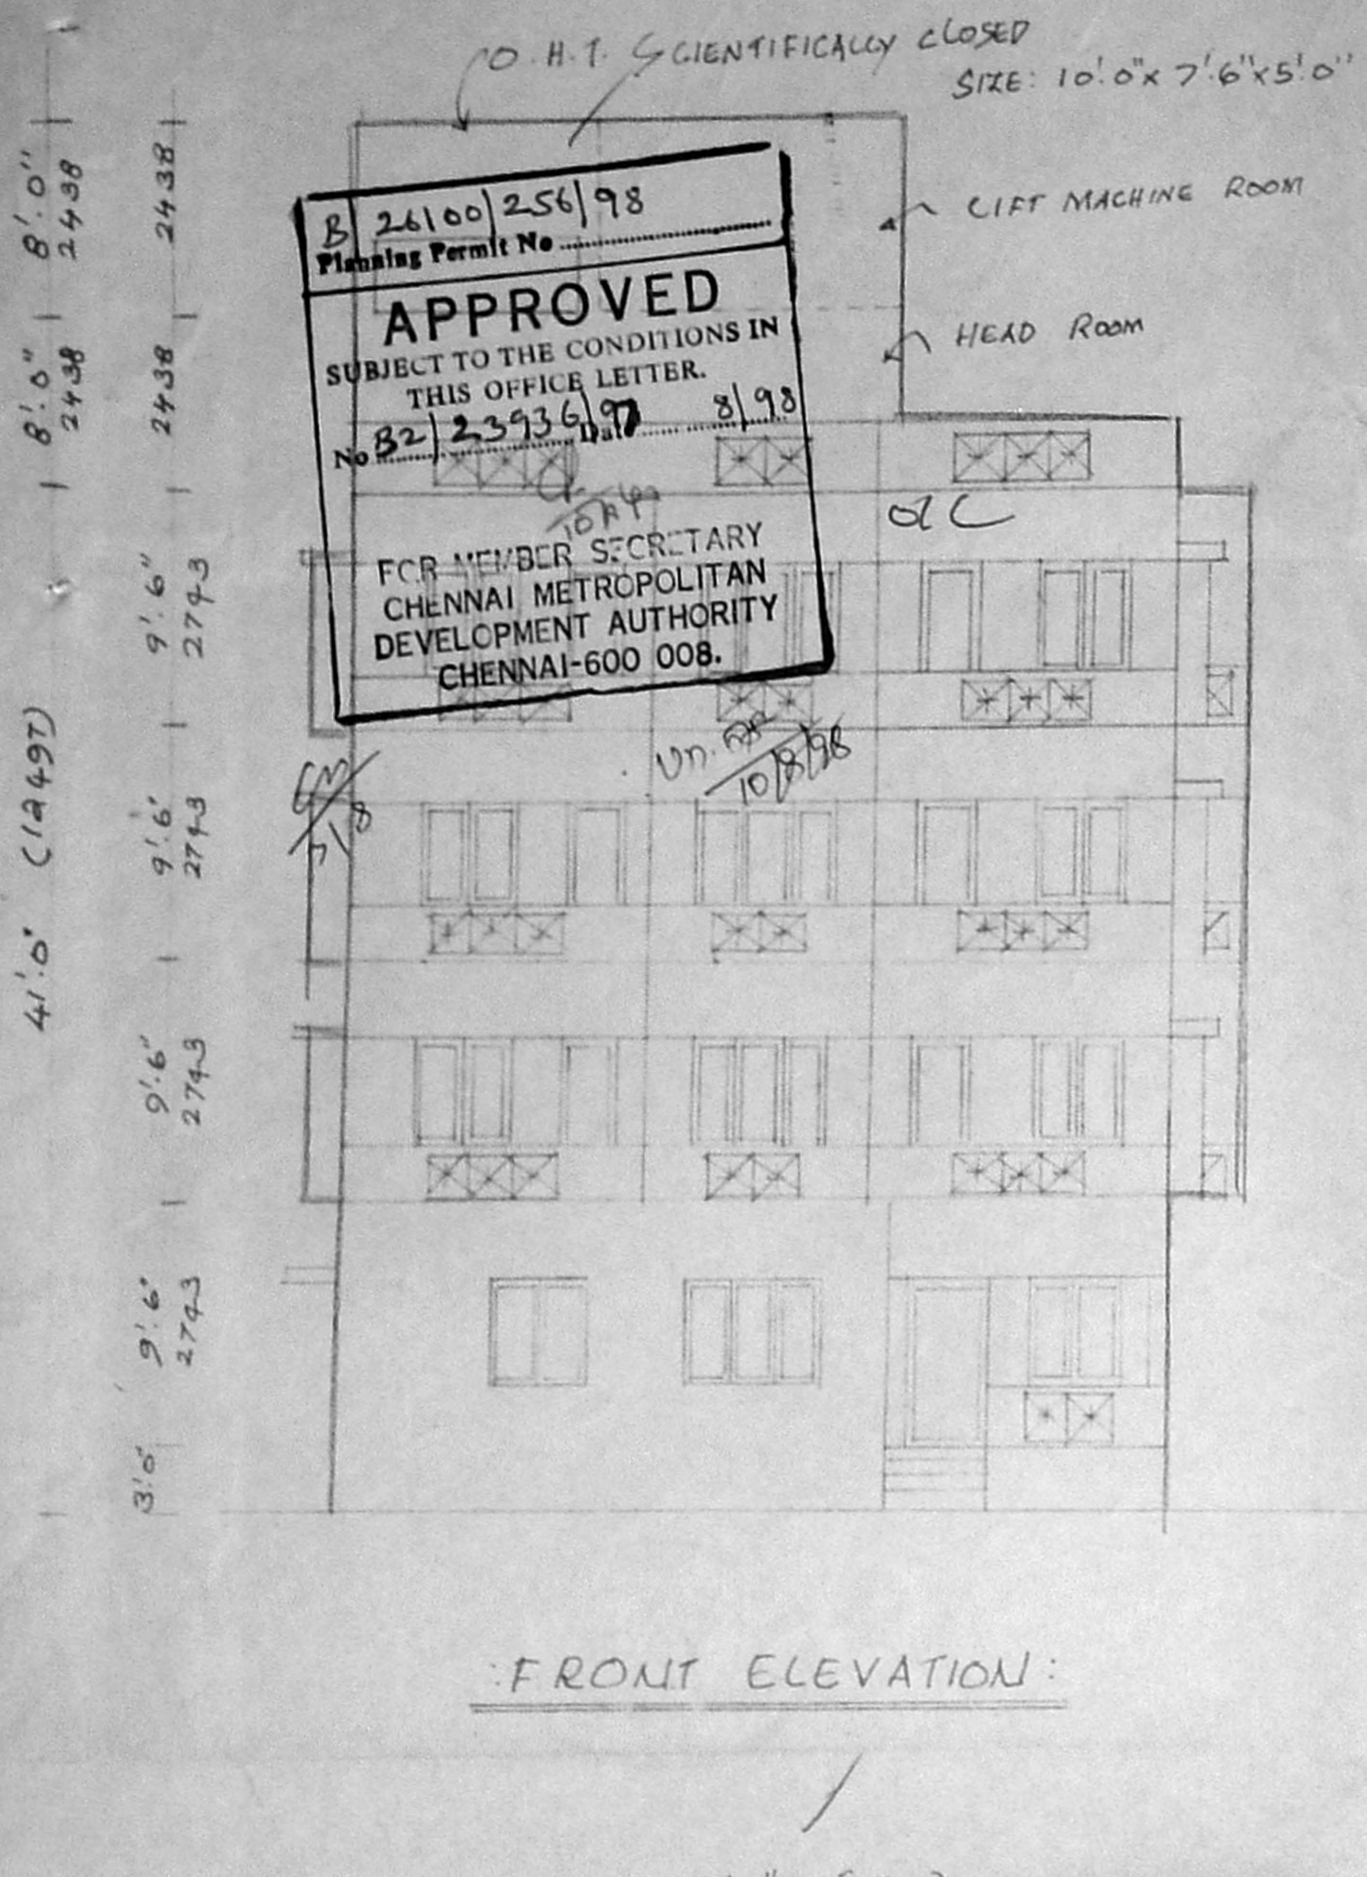 O.H.T. SCIENTIFICALLY CLOSED
SIZE: 10'.0"x 7'.6"x5'.0"
LIFT MACHINE ROOM
HEAD ROOM
B/26100/256/98
Planning Permit No
APPROVED
SUBJECT TO THE CONDITIONS IN
THIS OFFICE LETTER.
No B2/23936/97 Date 8/98
FOR MEMBER SECRETARY
CHENNAI METROPOLITAN
DEVELOPMENT AUTHORITY
CHENNAI-600 008.
10/8/98
8'.0"
2438
2438
8'.0"
2438
2438
9'.6"
2743
41'.0" (12497)
9'.6"
2743
9'.6"
2743
9'.6"
2743
3'.0"
:FRONT ELEVATION: